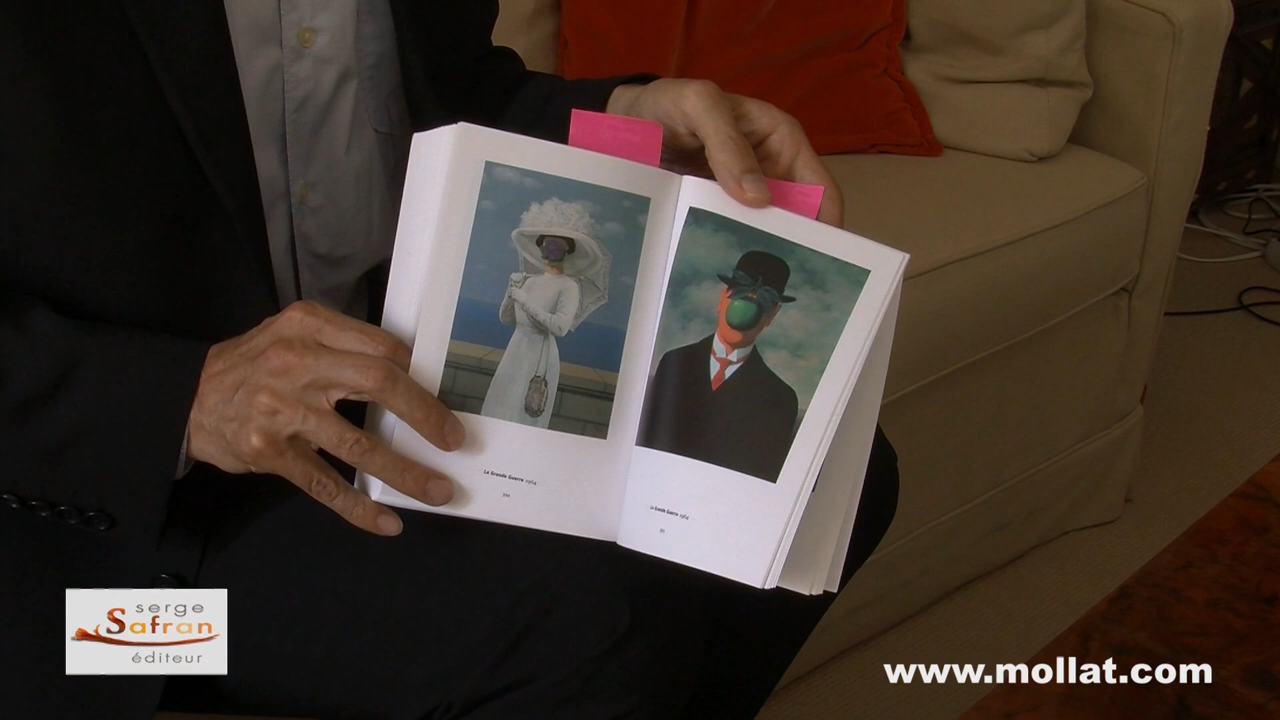 La Grande Guerre 1964
La Grande Guerre 1964
serge
Safran
éditeur
www.mollat.com